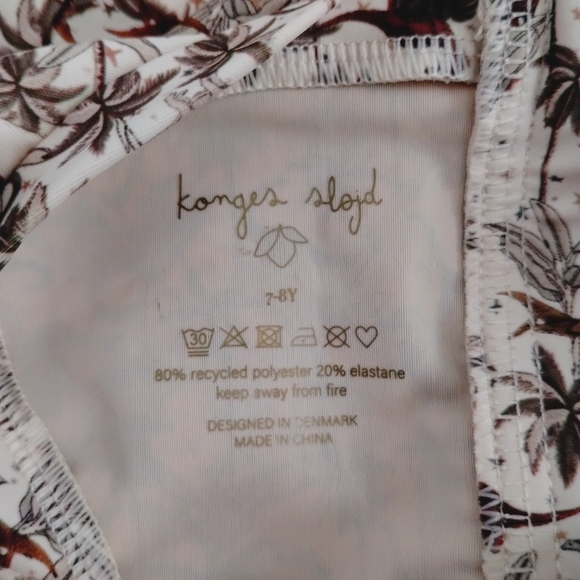 konges sløjd
7-8Y
30
80% recycled polyester 20% elastane
keep away from fire
DESIGNED IN DENMARK
MADE IN CHINA